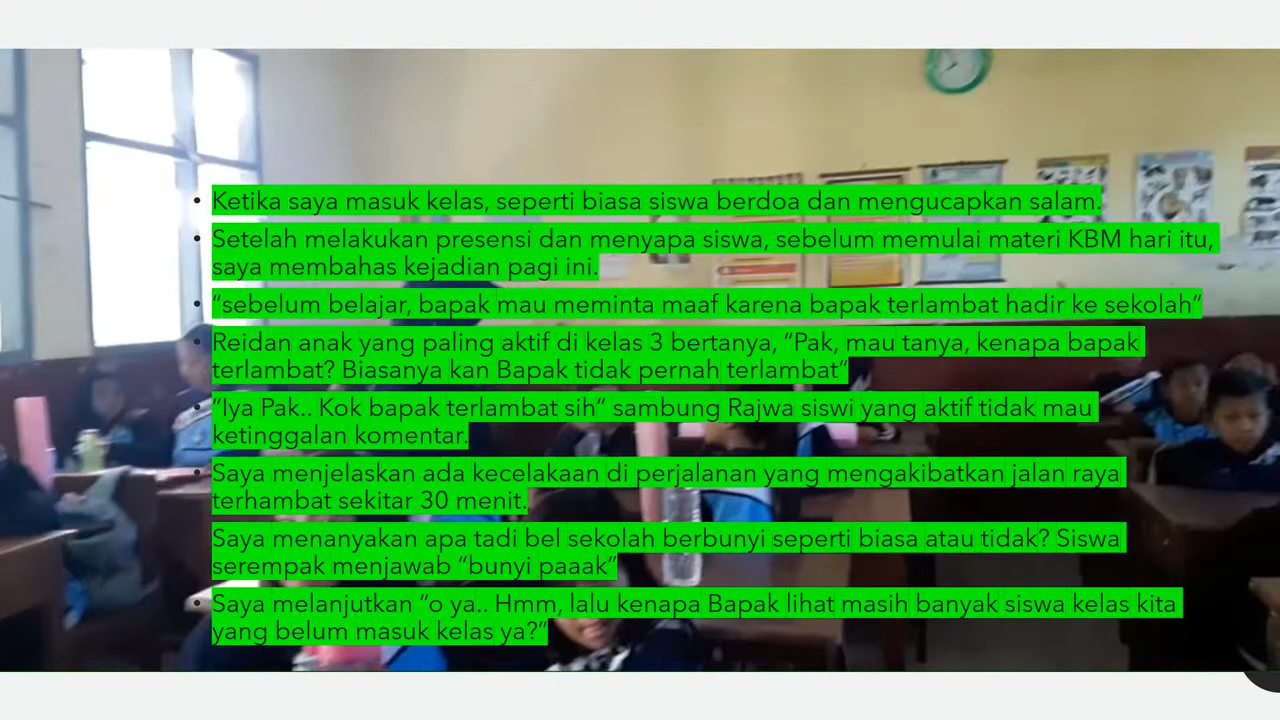 • Ketika saya masuk kelas, seperti biasa siswa berdoa dan mengucapkan salam.
• Setelah melakukan presensi dan menyapa siswa, sebelum memulai materi KBM hari itu,
saya membahas kejadian pagi ini.
• “sebelum belajar, bapak mau meminta maaf karena bapak terlambat hadir ke sekolah”
• Reidan anak yang paling aktif di kelas 3 bertanya, “Pak, mau tanya, kenapa bapak
terlambat? Biasanya kan Bapak tidak pernah terlambat”
• “Iya Pak.. Kok bapak terlambat sih” sambung Rajwa siswi yang aktif tidak mau
ketinggalan komentar.
• Saya menjelaskan ada kecelakaan di perjalanan yang mengakibatkan jalan raya
terhambat sekitar 30 menit.
Saya menanyakan apa tadi bel sekolah berbunyi seperti biasa atau tidak? Siswa
serempak menjawab “bunyi paaak”
• Saya melanjutkan “o ya.. Hmm, lalu kenapa Bapak lihat masih banyak siswa kelas kita
yang belum masuk kelas ya?”